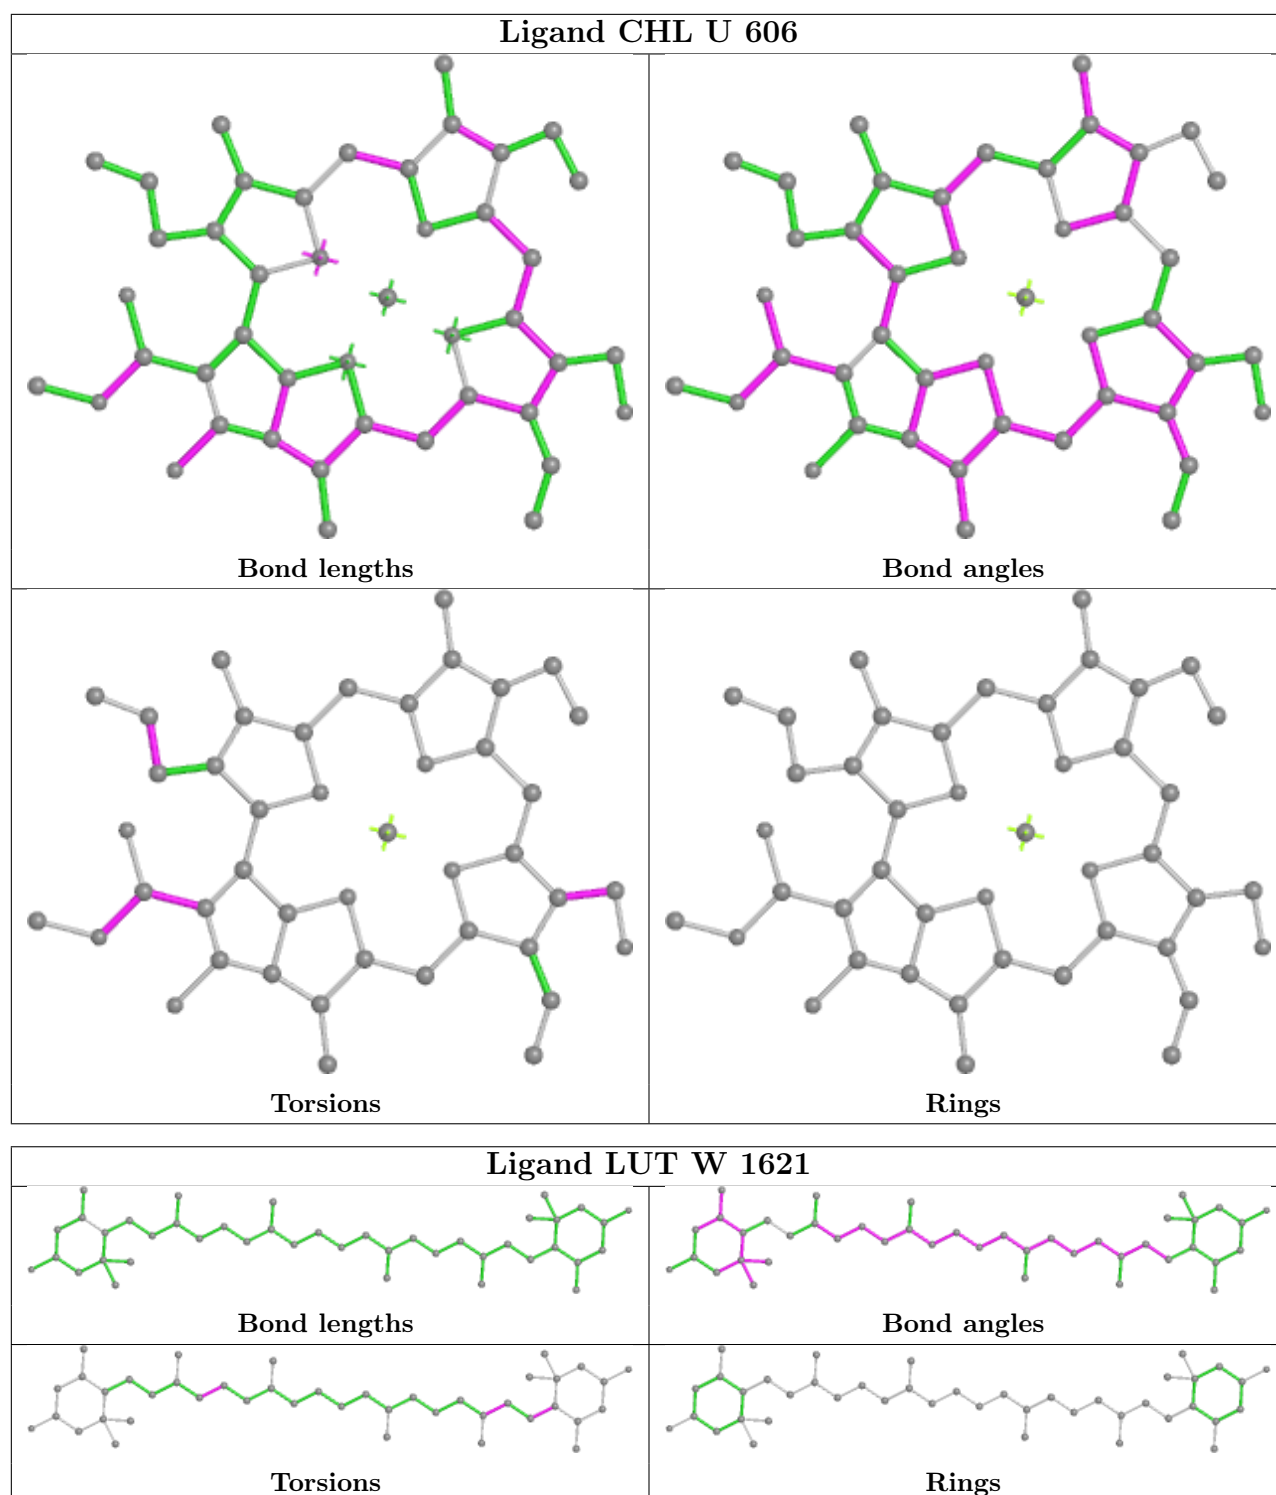 Ligand CHL U 606
Bond lengths
Bond angles
Torsions
Rings
Ligand LUT W 1621
Bond lengths
Bond angles
Torsions
Rings